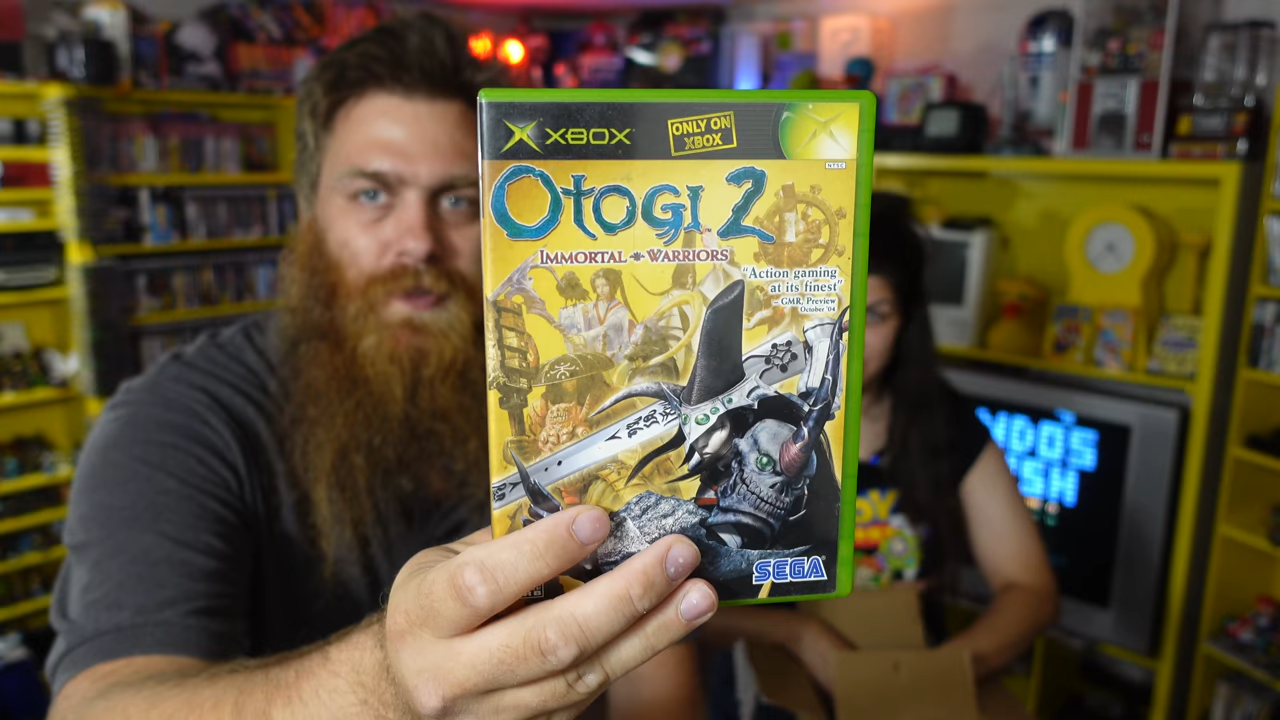 XBOX
ONLY ON
XBOX
NTSC
OTOGI 2
IMMORTAL WARRIORS
"Action gaming
at its finest"
– GMR, Preview
October '04
SEGA